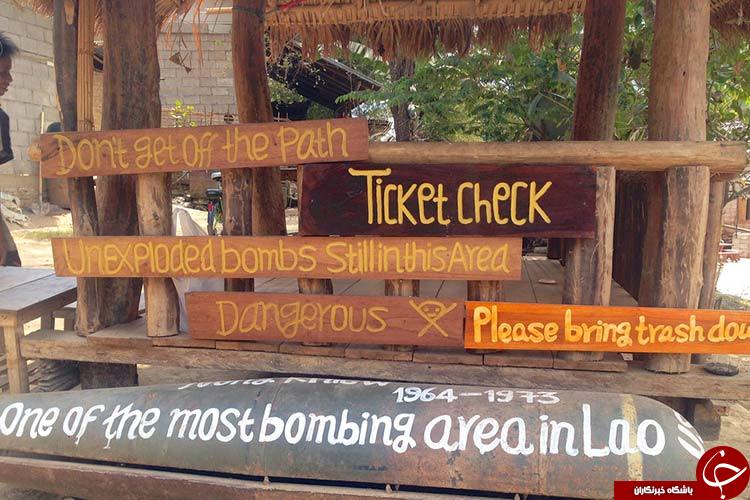 Don't get off the Path
Ticket check
Unexploded bombs Still in this Area
Dangerous
Please bring trash dow
1964-1973
One of the most bombing area in Lao
باشگاه خبرنگاران